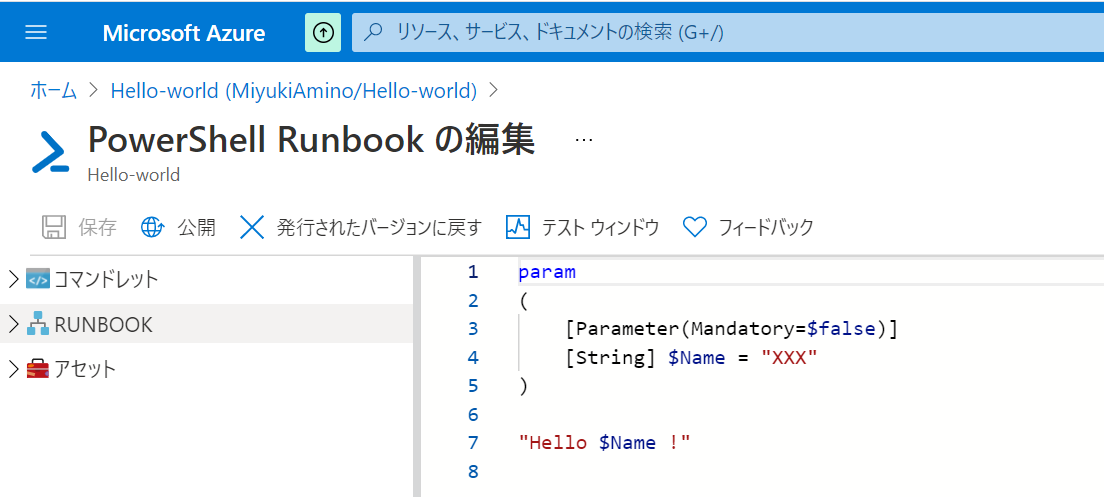 Microsoft Azure
リソース、サービス、ドキュメントの検索 (G+/)
ホーム > Hello-world (MiyukiAmino/Hello-world) >
PowerShell Runbook の編集 ...
Hello-world
保存 公開 発行されたバージョンに戻す テスト ウィンドウ フィードバック
コマンドレット
RUNBOOK
アセット
1 param
2 (
3 [Parameter(Mandatory=$false)]
4 [String] $Name = "XXX"
5 )
6
7 "Hello $Name !"
8